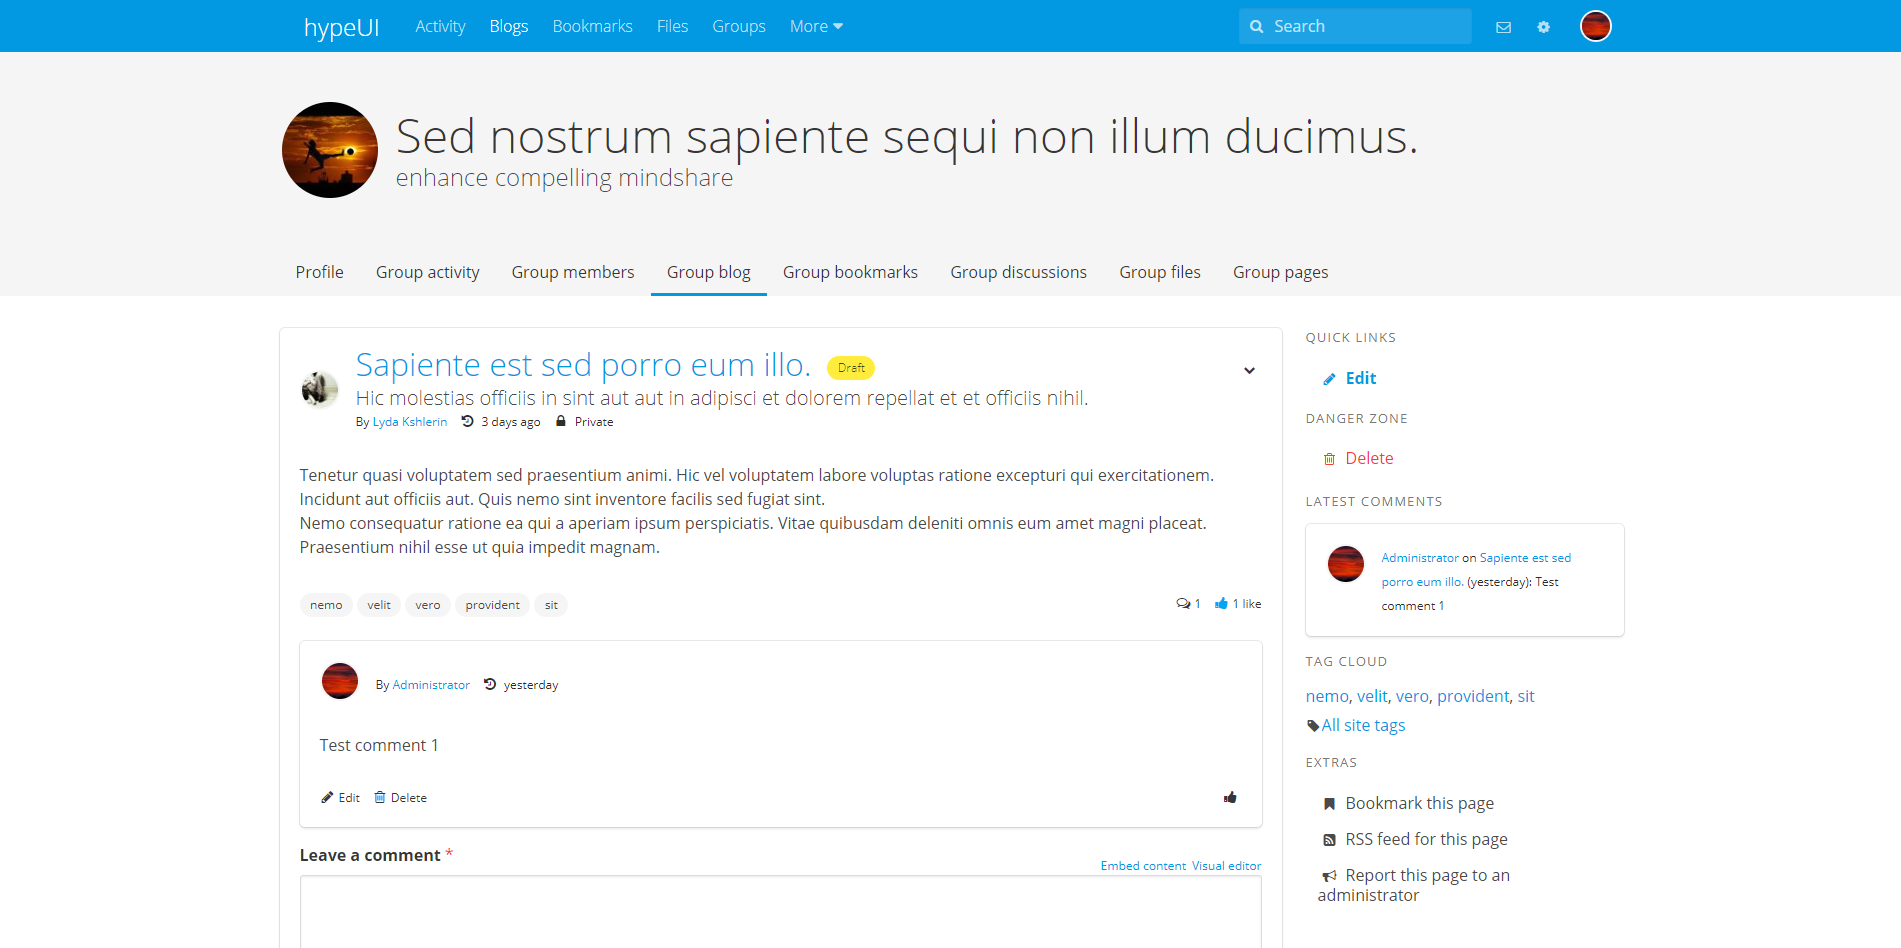 hypeUI Activity Blogs Bookmarks Files Groups More Search
Sed nostrum sapiente sequi non illum ducimus.
enhance compelling mindshare
Profile Group activity Group members Group blog Group bookmarks Group discussions Group files Group pages
Sapiente est sed porro eum illo. Draft
Hic molestias officiis in sint aut aut in adipisci et dolorem repellat et et officiis nihil.
By Lyda Kshlerin 3 days ago Private
Tenetur quasi voluptatem sed praesentium animi. Hic vel voluptatem labore voluptas ratione excepturi qui exercitationem.
Incidunt aut officiis aut. Quis nemo sint inventore facilis sed fugiat sint.
Nemo consequatur ratione ea qui a aperiam ipsum perspiciatis. Vitae quibusdam deleniti omnis eum amet magni placeat.
Praesentium nihil esse ut quia impedit magnam.
nemo velit vero provident sit 1 1 like
By Administrator yesterday
Test comment 1
Edit Delete
Leave a comment *
Embed content Visual editor
QUICK LINKS
Edit
DANGER ZONE
Delete
LATEST COMMENTS
Administrator on Sapiente est sed
porro eum illo. (yesterday): Test
comment 1
TAG CLOUD
nemo, velit, vero, provident, sit
All site tags
EXTRAS
Bookmark this page
RSS feed for this page
Report this page to an
administrator